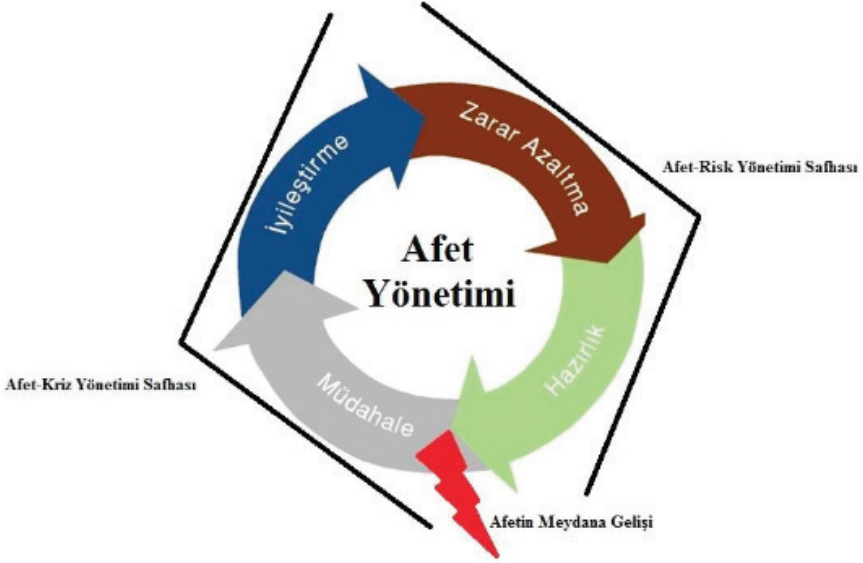 Zarar Azaltma
Afet-Risk Yönetimi Safhası
İyileştirme
Afet
Yönetimi
Hazırlık
Afet-Kriz Yönetimi Safhası
Müdahale
Afetin Meydana Gelişi